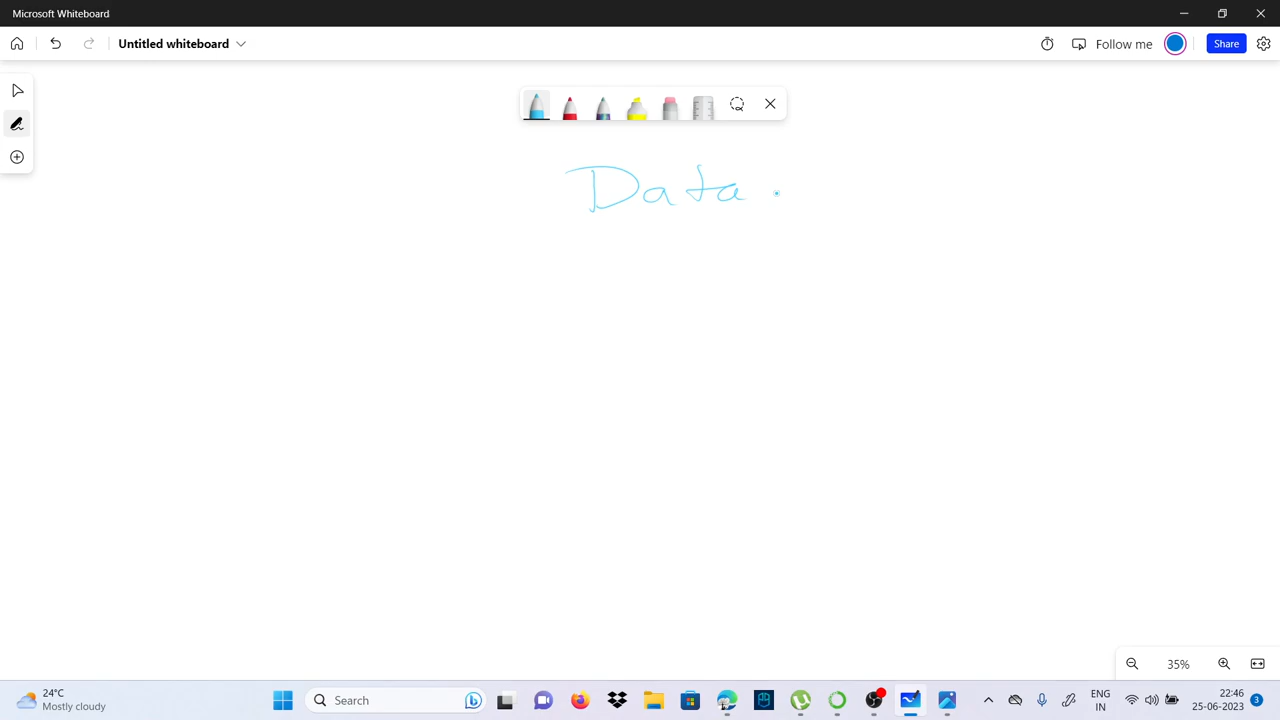 Microsoft Whiteboard
Untitled whiteboard
Follow me
Share
Data
35%
24°C
Mostly cloudy
Search
ENG
IN
22:46
25-06-2023
3